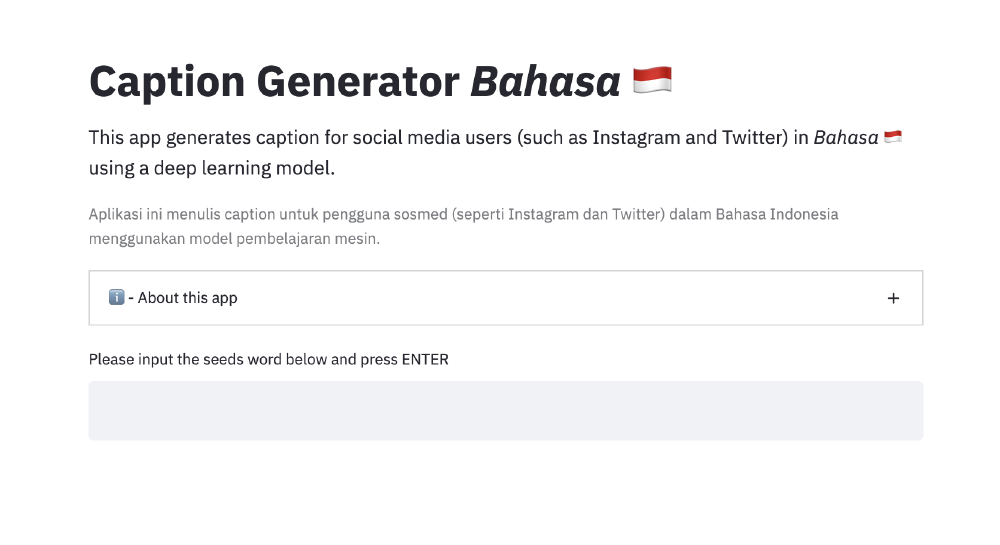 Caption Generator Bahasa 🇮🇩
This app generates caption for social media users (such as Instagram and Twitter) in Bahasa 🇮🇩
using a deep learning model.
Aplikasi ini menulis caption untuk pengguna sosmed (seperti Instagram dan Twitter) dalam Bahasa Indonesia
menggunakan model pembelajaran mesin.
ℹ️ - About this app +
Please input the seeds word below and press ENTER